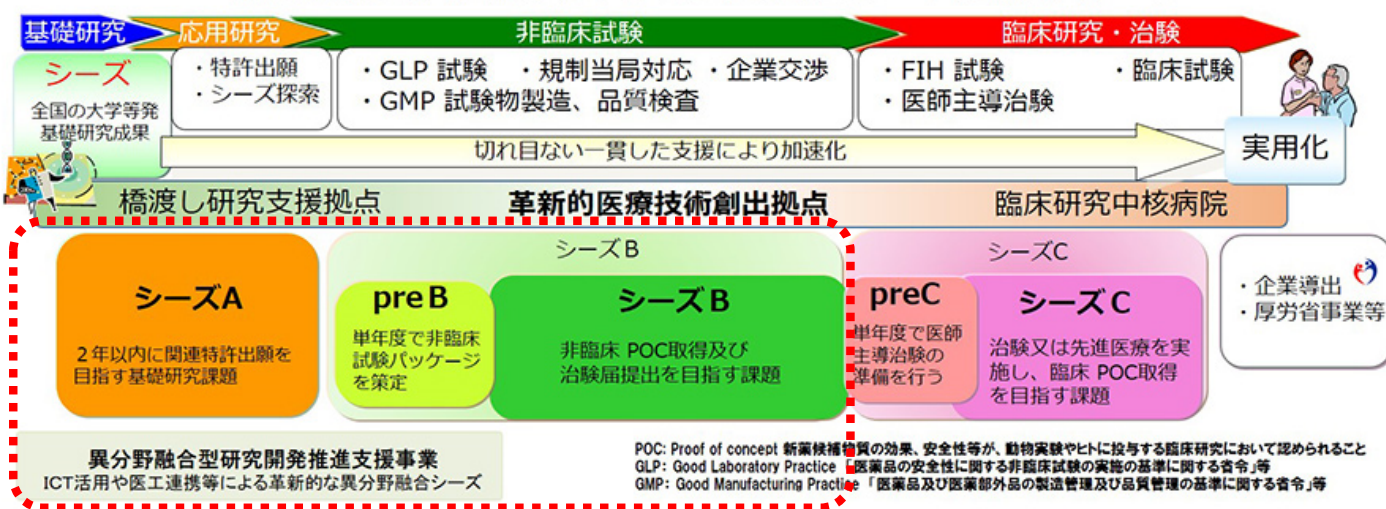 基礎研究
応用研究
非臨床試験
臨床研究・治験
シーズ
全国の大学等発
基礎研究成果
・特許出願
・シーズ探索
・GLP 試験 ・規制当局対応 ・企業交渉
・GMP 試験物製造、品質検査
・FIH 試験 ・臨床試験
・医師主導治験
切れ目ない一貫した支援により加速化
実用化
橋渡し研究支援拠点
革新的医療技術創出拠点
臨床研究中核病院
シーズA
2年以内に関連特許出願を
目指す基礎研究課題
シーズB
preB
単年度で非臨床
試験パッケージ
を策定
シーズB
非臨床 POC取得及び
治験届提出を目指す課題
シーズC
preC
単年度で医師
主導治験の
準備を行う
シーズC
治験又は先進医療を実
施し、臨床 POC取得
を目指す課題
・企業導出
・厚労省事業等
異分野融合型研究開発推進支援事業
ICT活用や医工連携等による革新的な異分野融合シーズ
POC: Proof of concept 新薬候補物質の効果、安全性等が、動物実験やヒトに投与する臨床研究において認められること
GLP: Good Laboratory Practice 「医薬品の安全性に関する非臨床試験の実施の基準に関する省令」等
GMP: Good Manufacturing Practice 「医薬品及び医薬部外品の製造管理及び品質管理の基準に関する省令」等